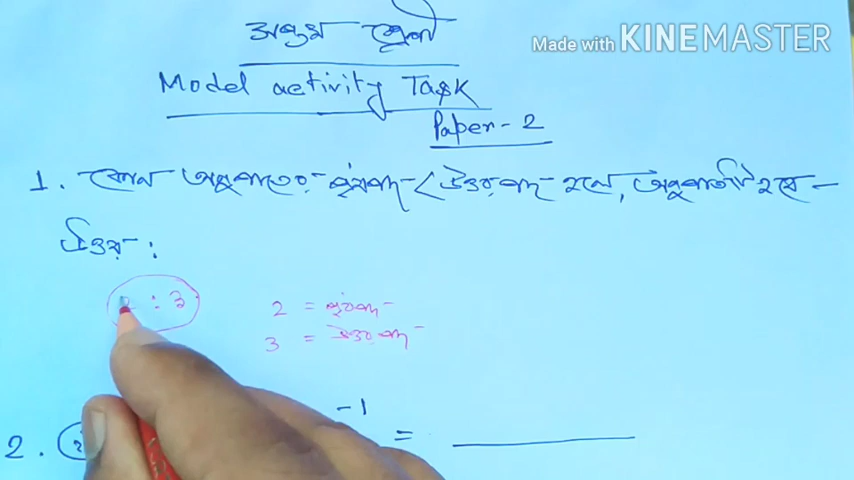 অষ্টম শ্রেণী
Made with KINEMASTER
Model activity Task
Paper - 2
1. কোন অনুপাতের পূর্বপদ < উত্তরপদ হলে, অনুপাতটি হবে -
উত্তর :
2 : 3
2 = পূর্বপদ
3 = উত্তরপদ
2. -1 =